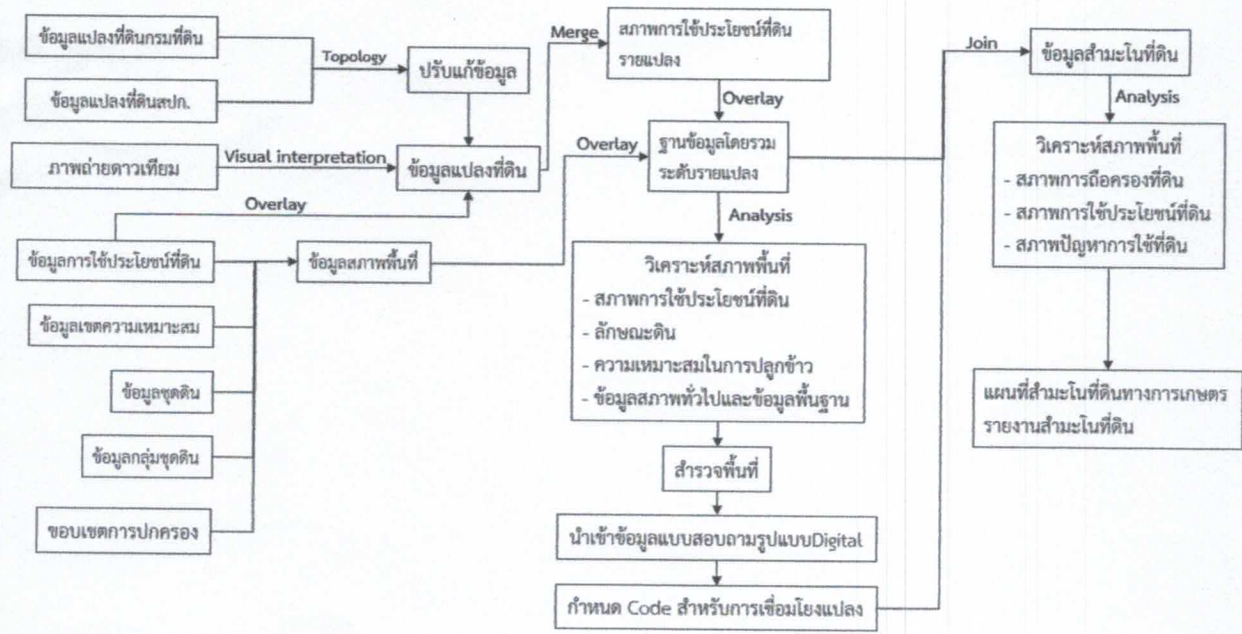 ข้อมูลแปลงที่ดินกรมที่ดิน
ข้อมูลแปลงที่ดินสปก.
Topology
ปรับแก้ข้อมูล
ภาพถ่ายดาวเทียม
Visual interpretation
ข้อมูลแปลงที่ดิน
Overlay
ข้อมูลการใช้ประโยชน์ที่ดิน
ข้อมูลเขตความเหมาะสม
ข้อมูลชุดดิน
ข้อมูลกลุ่มชุดดิน
ขอบเขตการปกครอง
ข้อมูลสภาพพื้นที่
Merge
สภาพการใช้ประโยชน์ที่ดิน
รายแปลง
Overlay
Overlay
ฐานข้อมูลโดยรวม
ระดับรายแปลง
Analysis
วิเคราะห์สภาพพื้นที่
- สภาพการใช้ประโยชน์ที่ดิน
- ลักษณะดิน
- ความเหมาะสมในการปลูกข้าว
- ข้อมูลสภาพทั่วไปและข้อมูลพื้นฐาน
สำรวจพื้นที่
นำเข้าข้อมูลแบบสอบถามรูปแบบDigital
กำหนด Code สำหรับการเชื่อมโยงแปลง
Join
ข้อมูลสำมะโนที่ดิน
Analysis
วิเคราะห์สภาพพื้นที่
- สภาพการถือครองที่ดิน
- สภาพการใช้ประโยชน์ที่ดิน
- สภาพปัญหาการใช้ที่ดิน
แผนที่สำมะโนที่ดินทางการเกษตร
รายงานสำมะโนที่ดิน